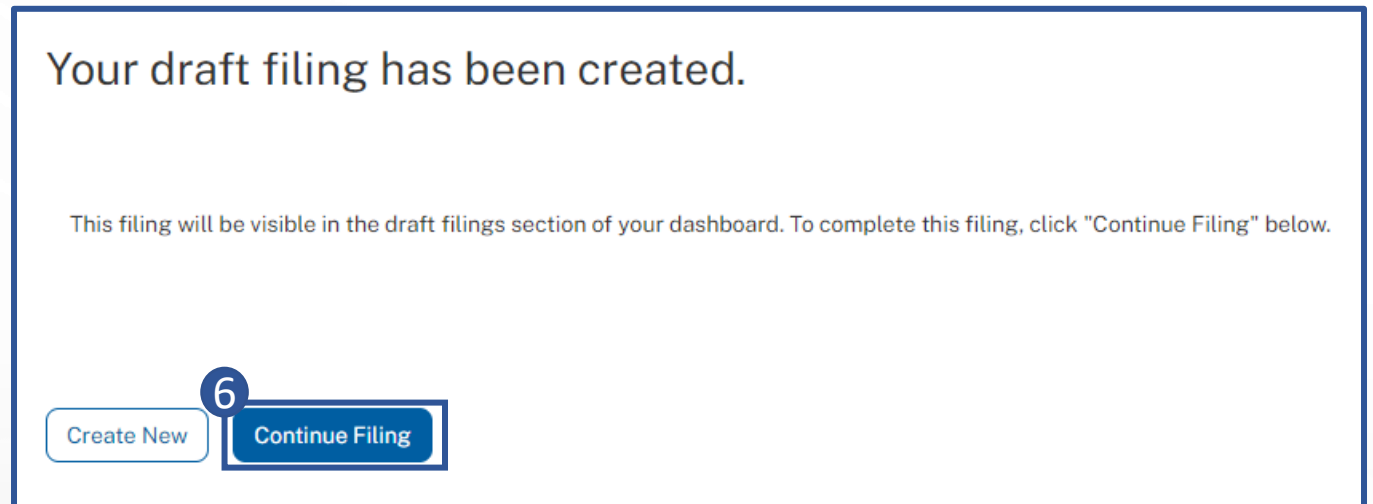 Your draft filing has been created.
This filing will be visible in the draft filings section of your dashboard. To complete this filing, click "Continue Filing" below.
6
Create New
Continue Filing